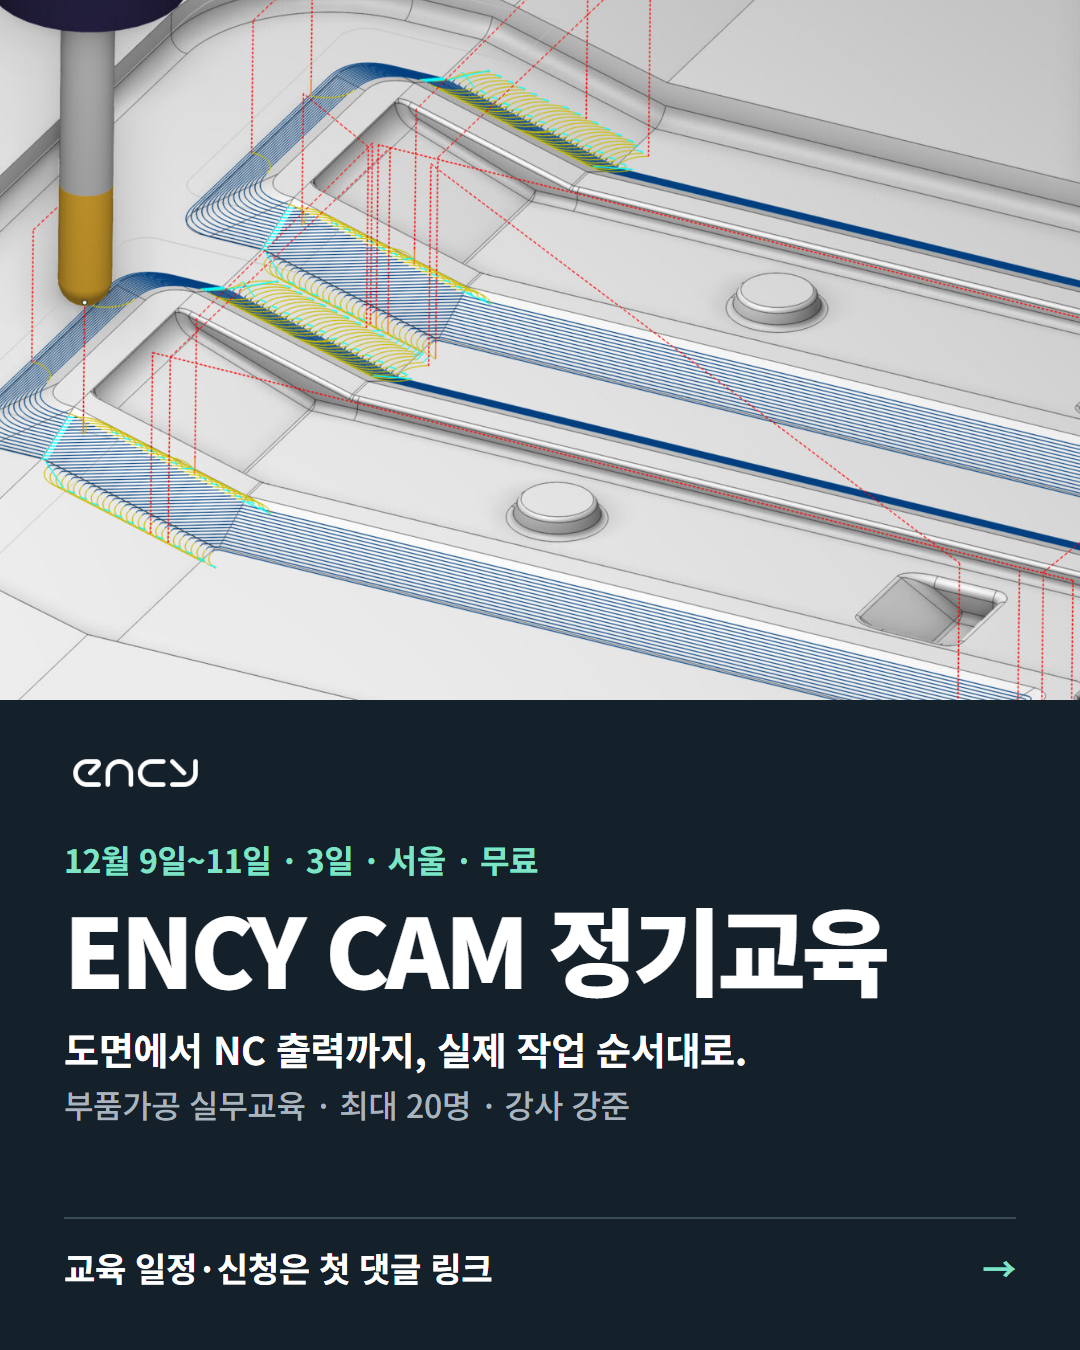 ency
12월 9일~11일 · 3일 · 서울 · 무료
ENCY CAM 정기교육
도면에서 NC 출력까지, 실제 작업 순서대로.
부품가공 실무교육 · 최대 20명 · 강사 강준
교육 일정·신청은 첫 댓글 링크 →